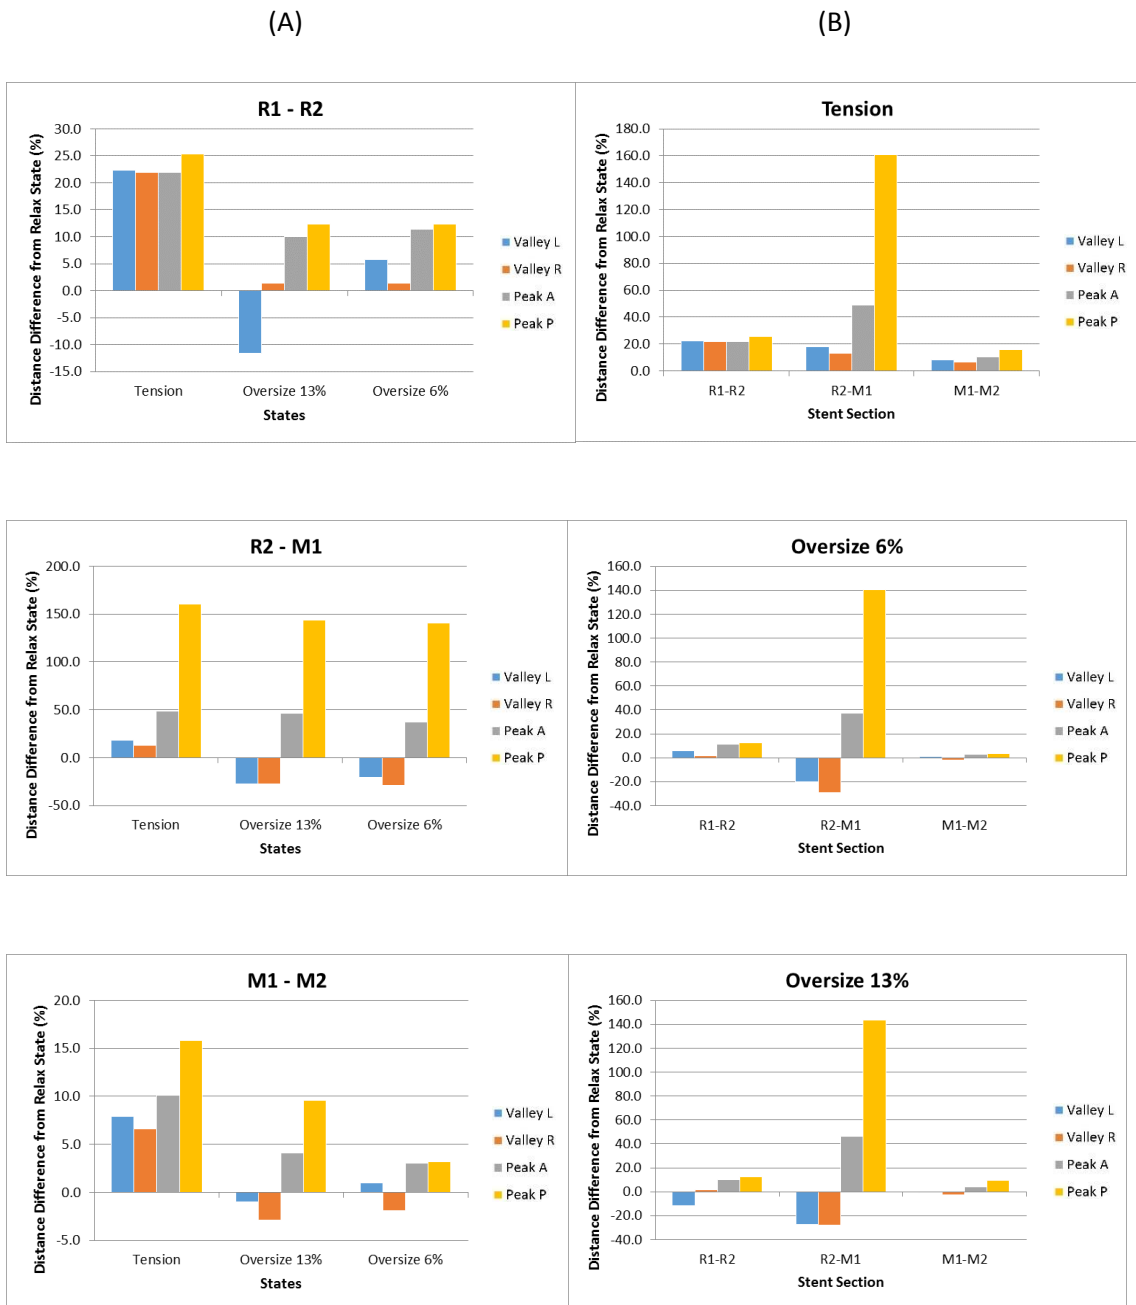 (A)
(B)
R1 - R2
Distance Difference from Relax State (%)
30.0
25.0
20.0
15.0
10.0
5.0
0.0
-5.0
-10.0
-15.0
Tension Oversize 13% Oversize 6%
States
Valley L
Valley R
Peak A
Peak P
Tension
Distance Difference from Relax State (%)
180.0
160.0
140.0
120.0
100.0
80.0
60.0
40.0
20.0
0.0
R1-R2 R2-M1 M1-M2
Stent Section
Valley L
Valley R
Peak A
Peak P
R2 - M1
Distance Difference from Relax State (%)
200.0
150.0
100.0
50.0
0.0
-50.0
Tension Oversize 13% Oversize 6%
States
Valley L
Valley R
Peak A
Peak P
Oversize 6%
Distance Difference from Relax State (%)
160.0
140.0
120.0
100.0
80.0
60.0
40.0
20.0
0.0
-20.0
-40.0
R1-R2 R2-M1 M1-M2
Stent Section
Valley L
Valley R
Peak A
Peak P
M1 - M2
Distance Difference from Relax State (%)
20.0
15.0
10.0
5.0
0.0
-5.0
Tension Oversize 13% Oversize 6%
States
Valley L
Valley R
Peak A
Peak P
Oversize 13%
Distance Difference from Relax State (%)
160.0
140.0
120.0
100.0
80.0
60.0
40.0
20.0
0.0
-20.0
-40.0
R1-R2 R2-M1 M1-M2
Stent Section
Valley L
Valley R
Peak A
Peak P